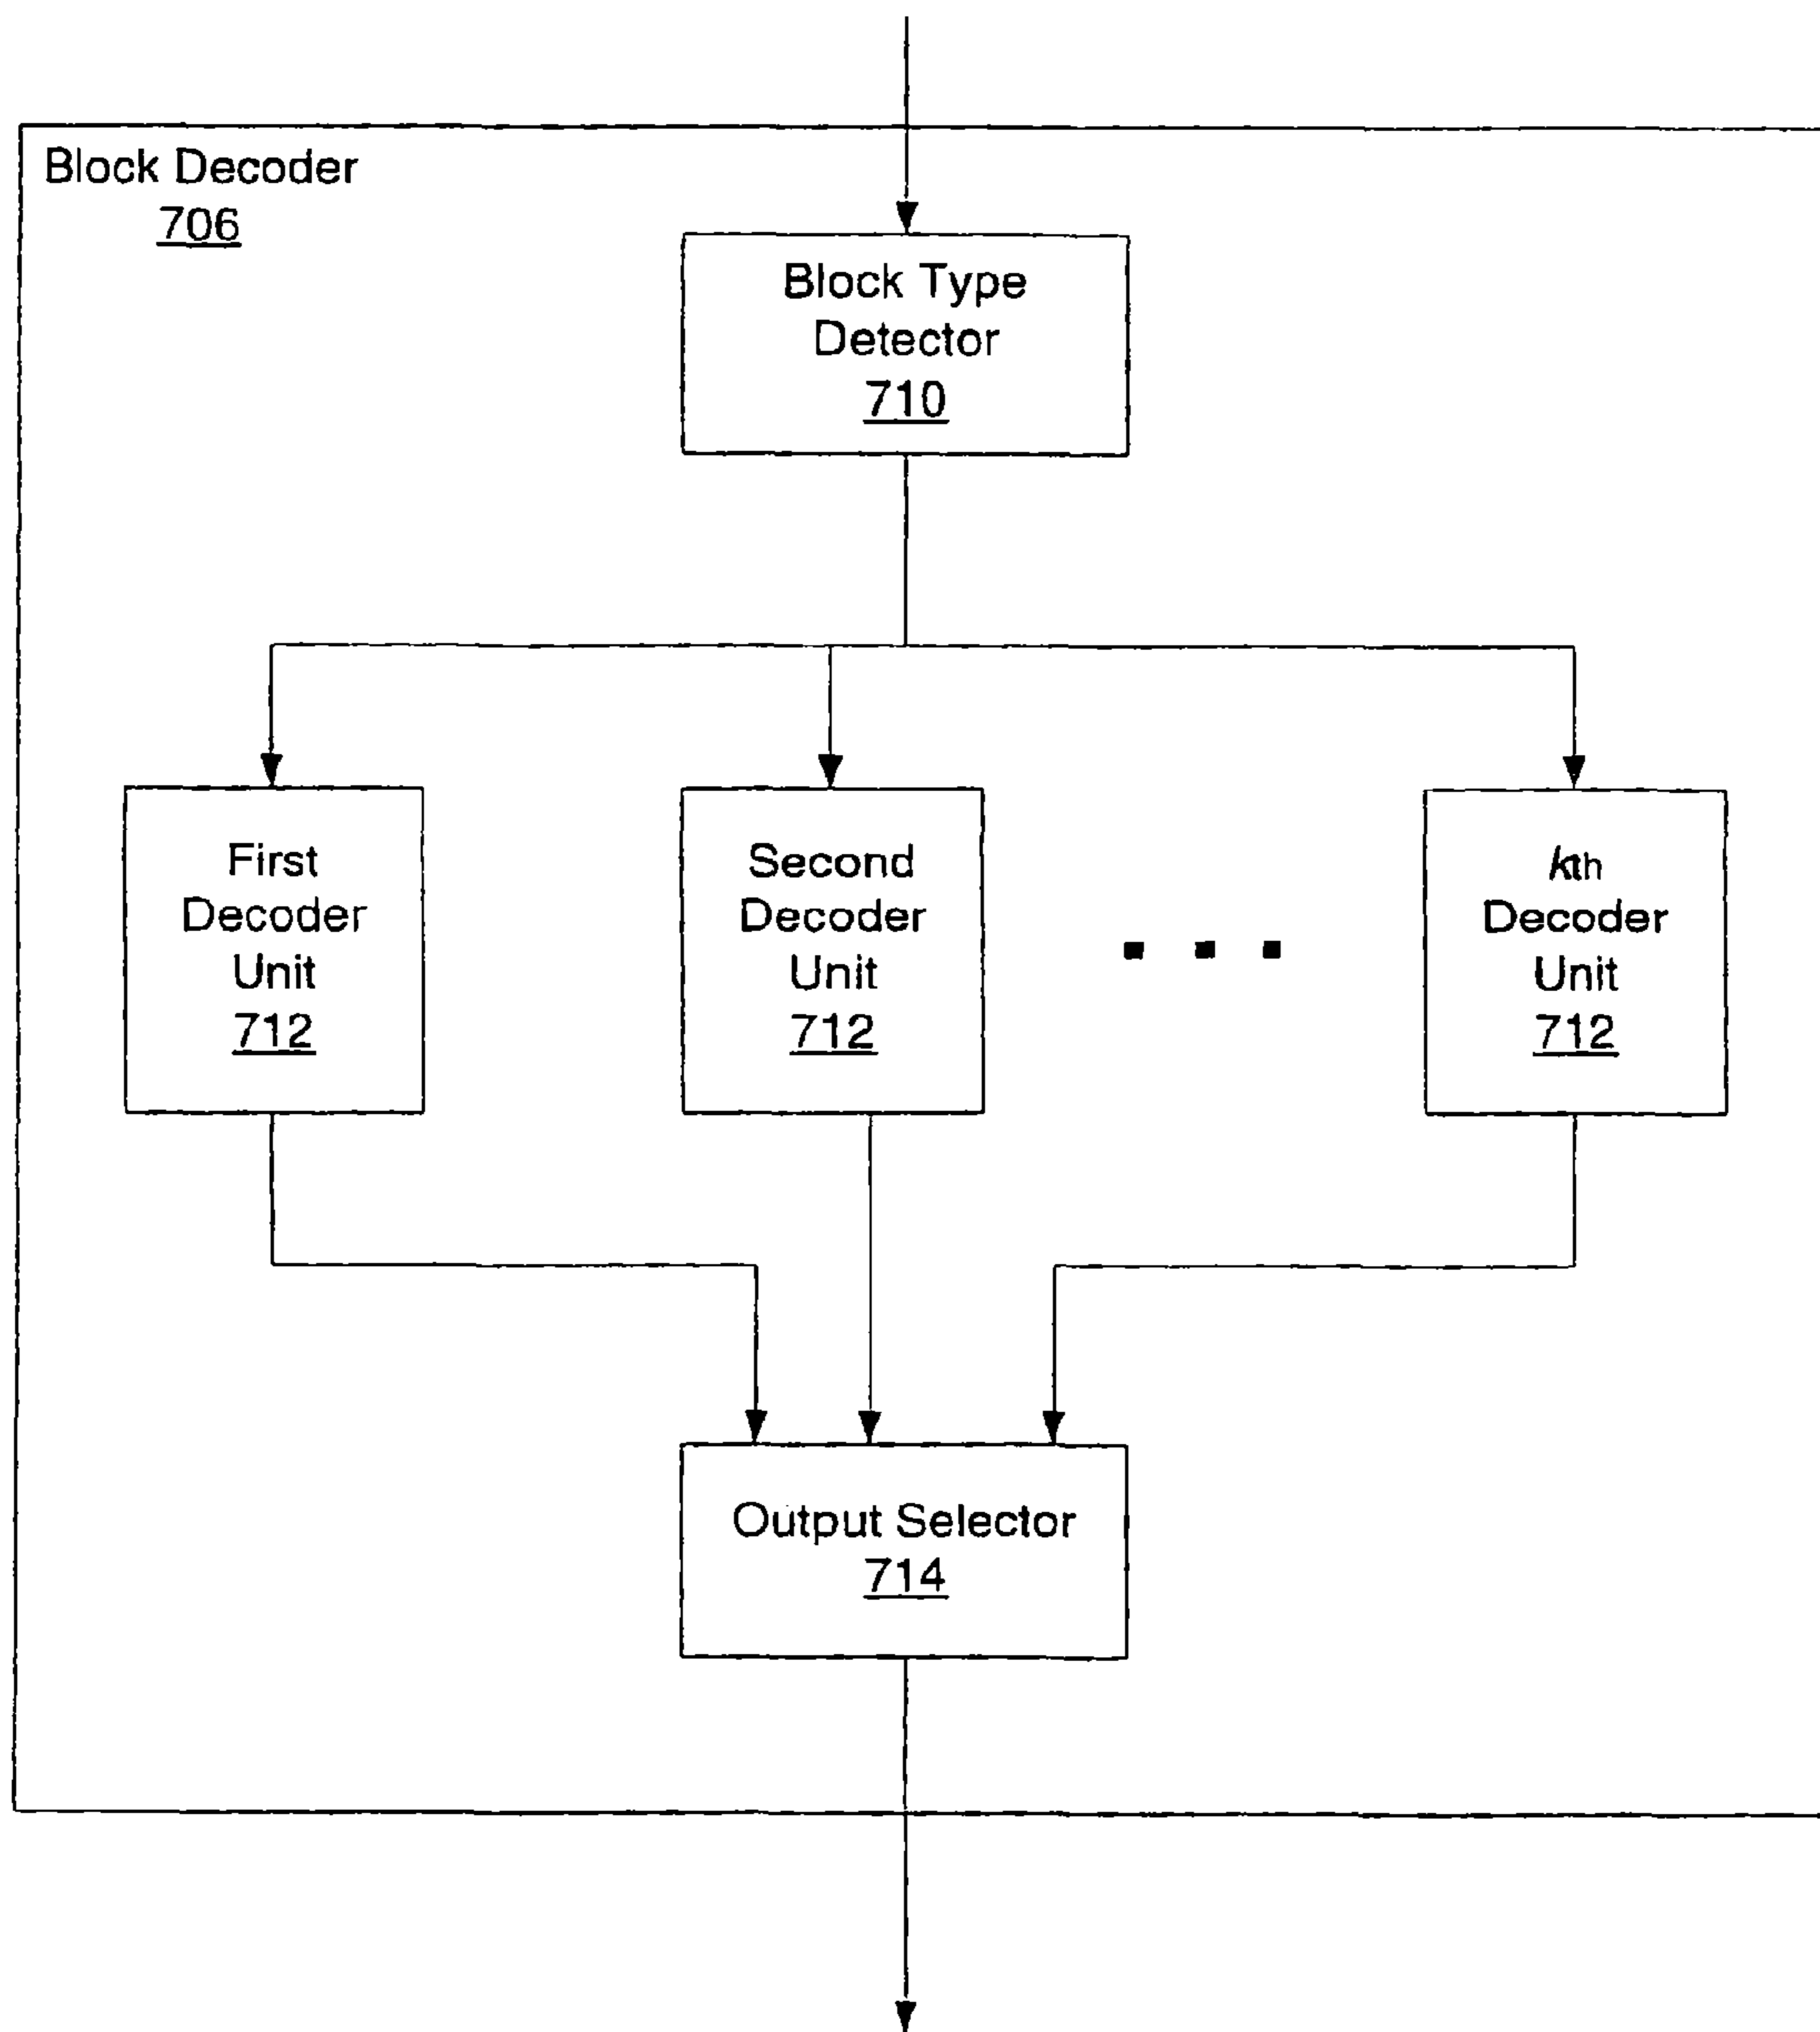 Block Decoder
706
Block Type
Detector
710
First
Decoder
Unit
712
Second
Decoder
Unit
712
kth
Decoder
Unit
712
Output Selector
714